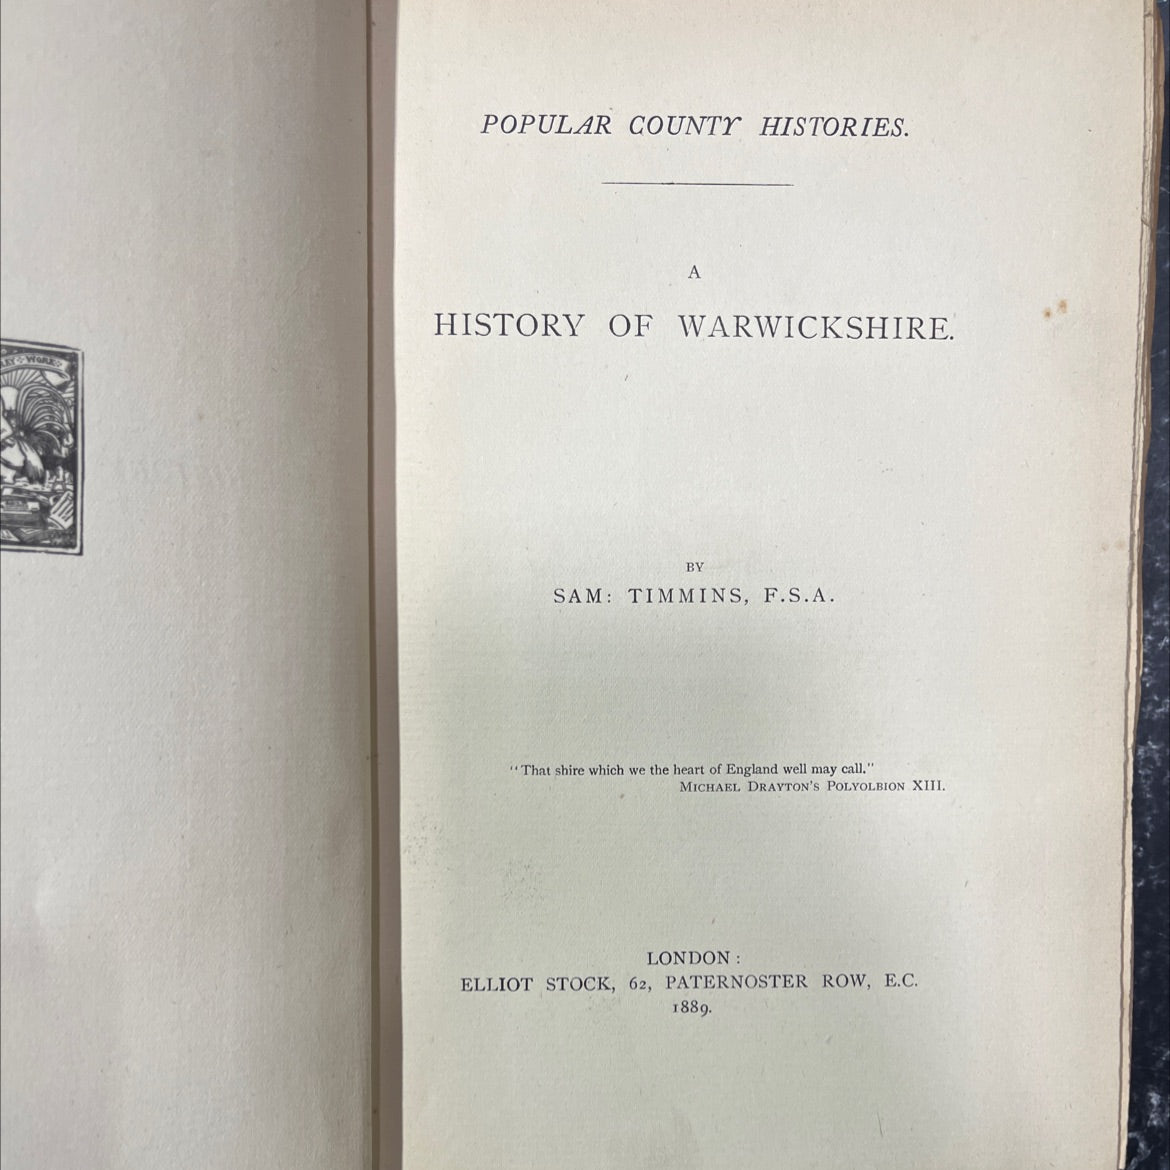 WORK
POPULAR COUNTY HISTORIES.
A
HISTORY OF WARWICKSHIRE.
BY
SAM: TIMMINS, F.S.A.
"That shire which we the heart of England well may call."
MICHAEL DRAYTON'S POLYOLBION XIII.
LONDON:
ELLIOT STOCK, 62, PATERNOSTER ROW, E.C.
1889.